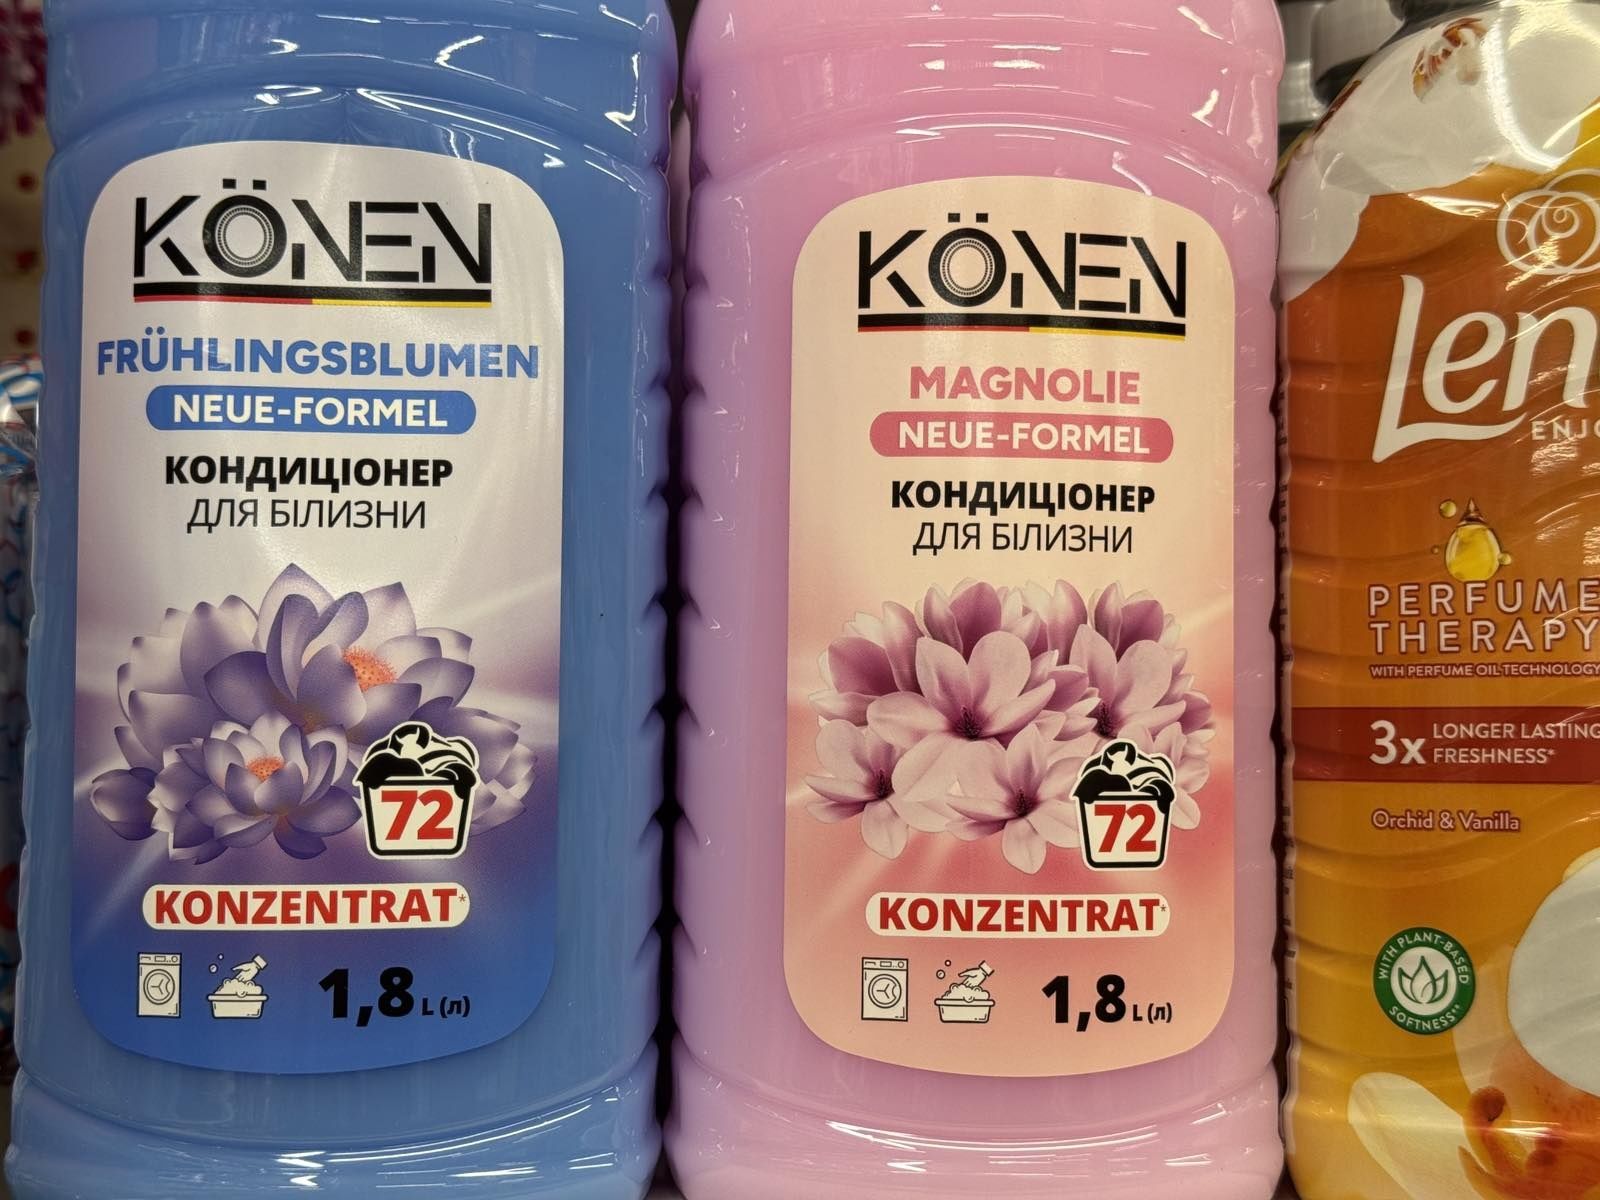 KÖNEN
FRÜHLINGSBLUMEN
NEUE-FORMEL
КОНДИЦІОНЕР
ДЛЯ БІЛИЗНИ
72
KONZENTRAT*
1,8 L (л)
KÖNEN
MAGNOLIE
NEUE-FORMEL
КОНДИЦІОНЕР
ДЛЯ БІЛИЗНИ
72
KONZENTRAT*
1,8 L (л)
Len
ENJO
PERFUME
THERAPY
WITH PERFUME OIL TECHNOLOGY
3x LONGER LASTING
FRESHNESS*
Orchid & Vanilla
WITH PLANT-BASED
SOFTNESS**